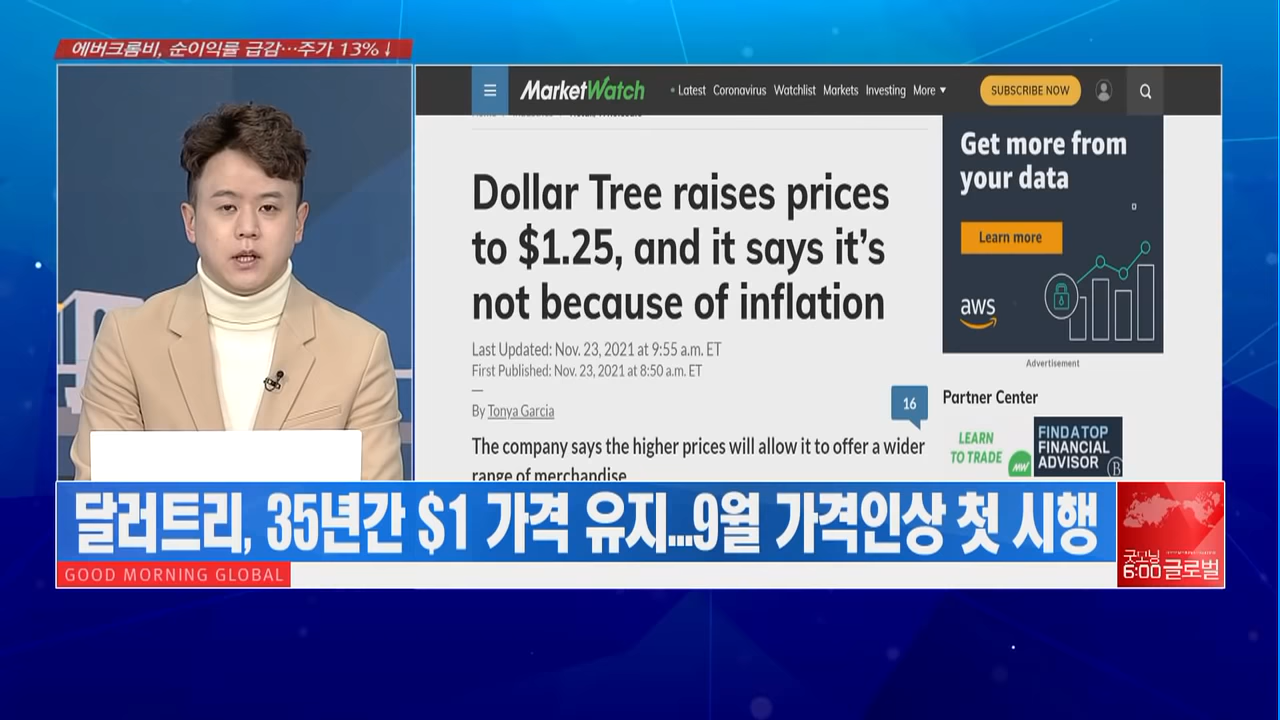 에버크롬비, 순이익률 급감…주가 13%↓
MarketWatch
Latest Coronavirus Watchlist Markets Investing More
SUBSCRIBE NOW
Dollar Tree raises prices
to $1.25, and it says it's
not because of inflation
Last Updated: Nov. 23, 2021 at 9:55 a.m. ET
First Published: Nov. 23, 2021 at 8:50 a.m. ET
By Tonya Garcia
16
The company says the higher prices will allow it to offer a wider
range of merchandise
Get more from
your data
Learn more
aws
Advertisement
Partner Center
LEARN
TO TRADE
MW
FIND A TOP
FINANCIAL
ADVISOR
B
달러트리, 35년간 $1 가격 유지...9월 가격인상 첫 시행
GOOD MORNING GLOBAL
굿모닝
6:00 글로벌